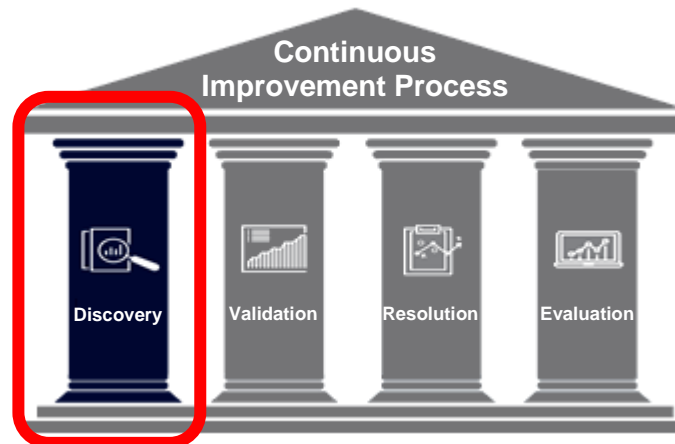 Continuous
Improvement Process
Discovery
Validation
Resolution
Evaluation